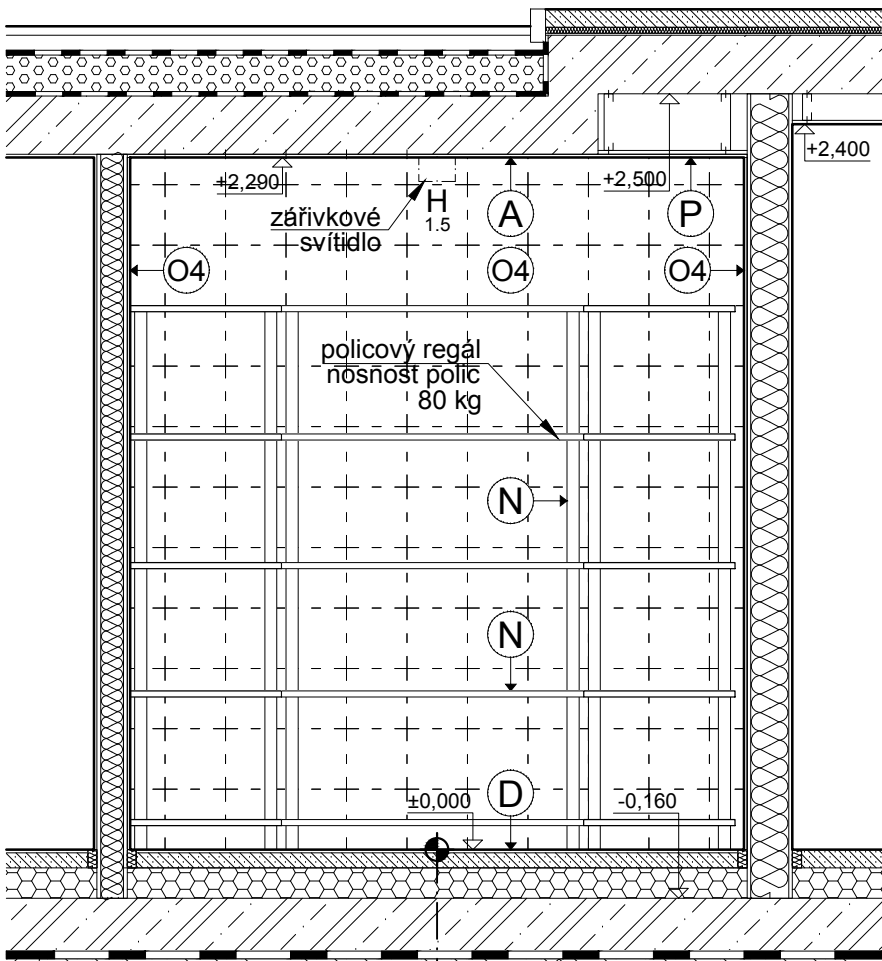 +2,400
+2,290
+2,500
zářivkové
svítidlo
H
1.5
A
P
O4
O4
O4
policový regál
nosnost polic
80 kg
N
N
D
±0,000
-0,160